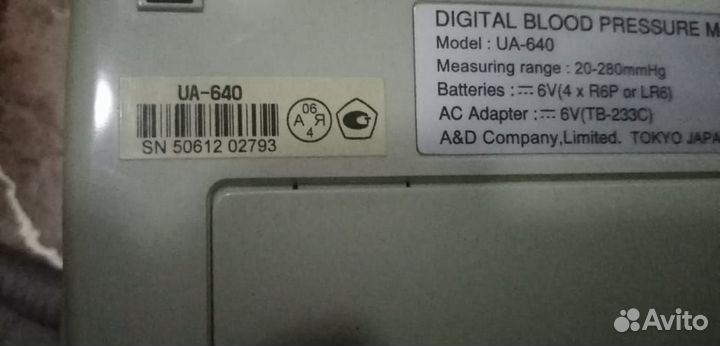 UA-640
SN 50612 02793
06
А Я
4
DIGITAL BLOOD PRESSURE M
Model : UA-640
Measuring range : 20-280mmHg
Batteries : 6V(4 x R6P or LR6)
AC Adapter : 6V(TB-233C)
A&D Company,Limited. TOKYO JAPA
Avito